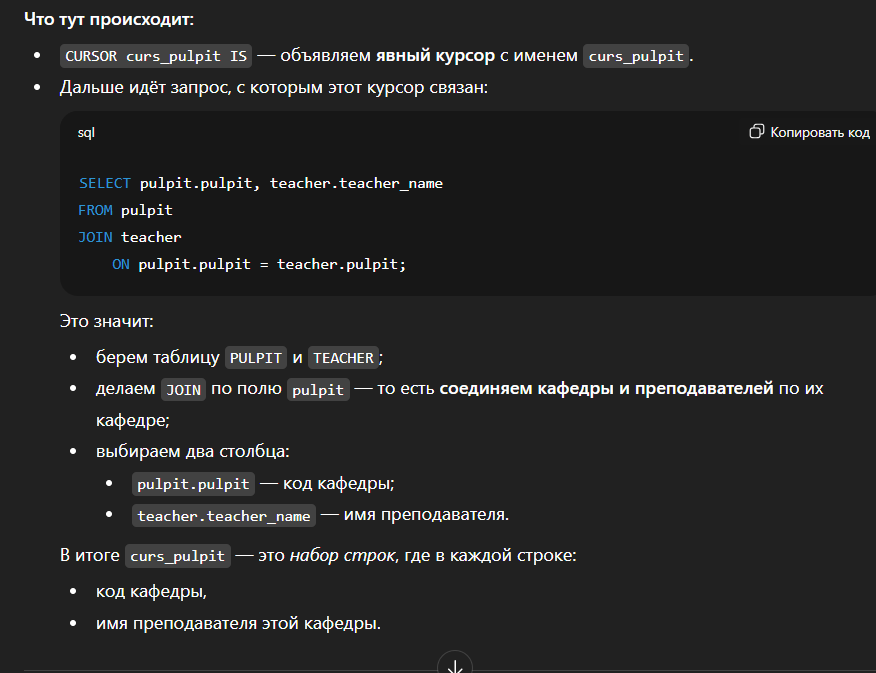 Что тут происходит:
• CURSOR curs_pulpit IS — объявляем явный курсор с именем curs_pulpit.
• Дальше идёт запрос, с которым этот курсор связан:
sql
Копировать код
SELECT pulpit.pulpit, teacher.teacher_name
FROM pulpit
JOIN teacher
ON pulpit.pulpit = teacher.pulpit;
Это значит:
• берем таблицу PULPIT и TEACHER;
• делаем JOIN по полю pulpit — то есть соединяем кафедры и преподавателей по их
кафедре;
• выбираем два столбца:
• pulpit.pulpit — код кафедры;
• teacher.teacher_name — имя преподавателя.
В итоге curs_pulpit — это набор строк, где в каждой строке:
• код кафедры,
• имя преподавателя этой кафедры.